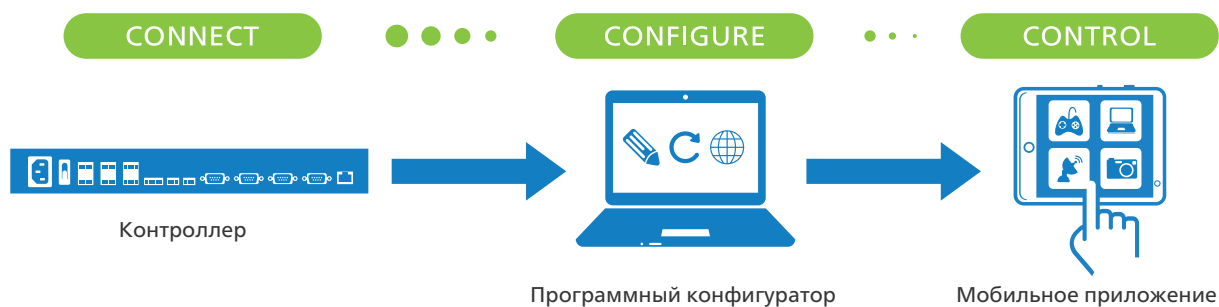 CONNECT
CONFIGURE
CONTROL
Контроллер
Программный конфигуратор
Мобильное приложение